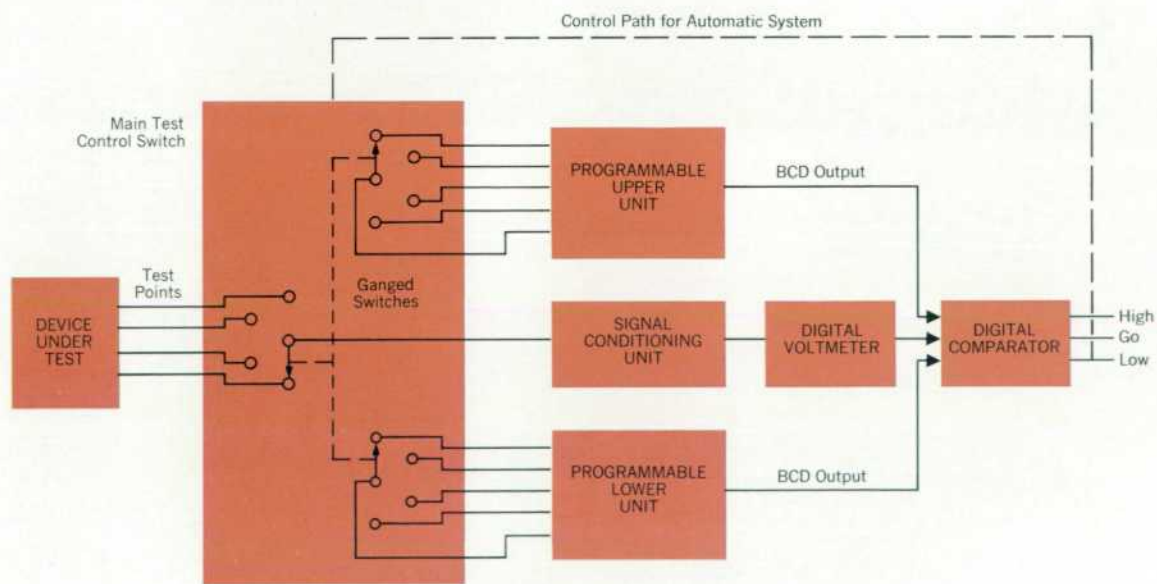 Control Path for Automatic System
Main Test
Control Switch
PROGRAMMABLE
UPPER
UNIT
BCD Output
Test
Points
Ganged
Switches
DEVICE
UNDER
TEST
SIGNAL
CONDITIONING
UNIT
DIGITAL
VOLTMETER
DIGITAL
COMPARATOR
High
Go
Low
PROGRAMMABLE
LOWER
UNIT
BCD Output